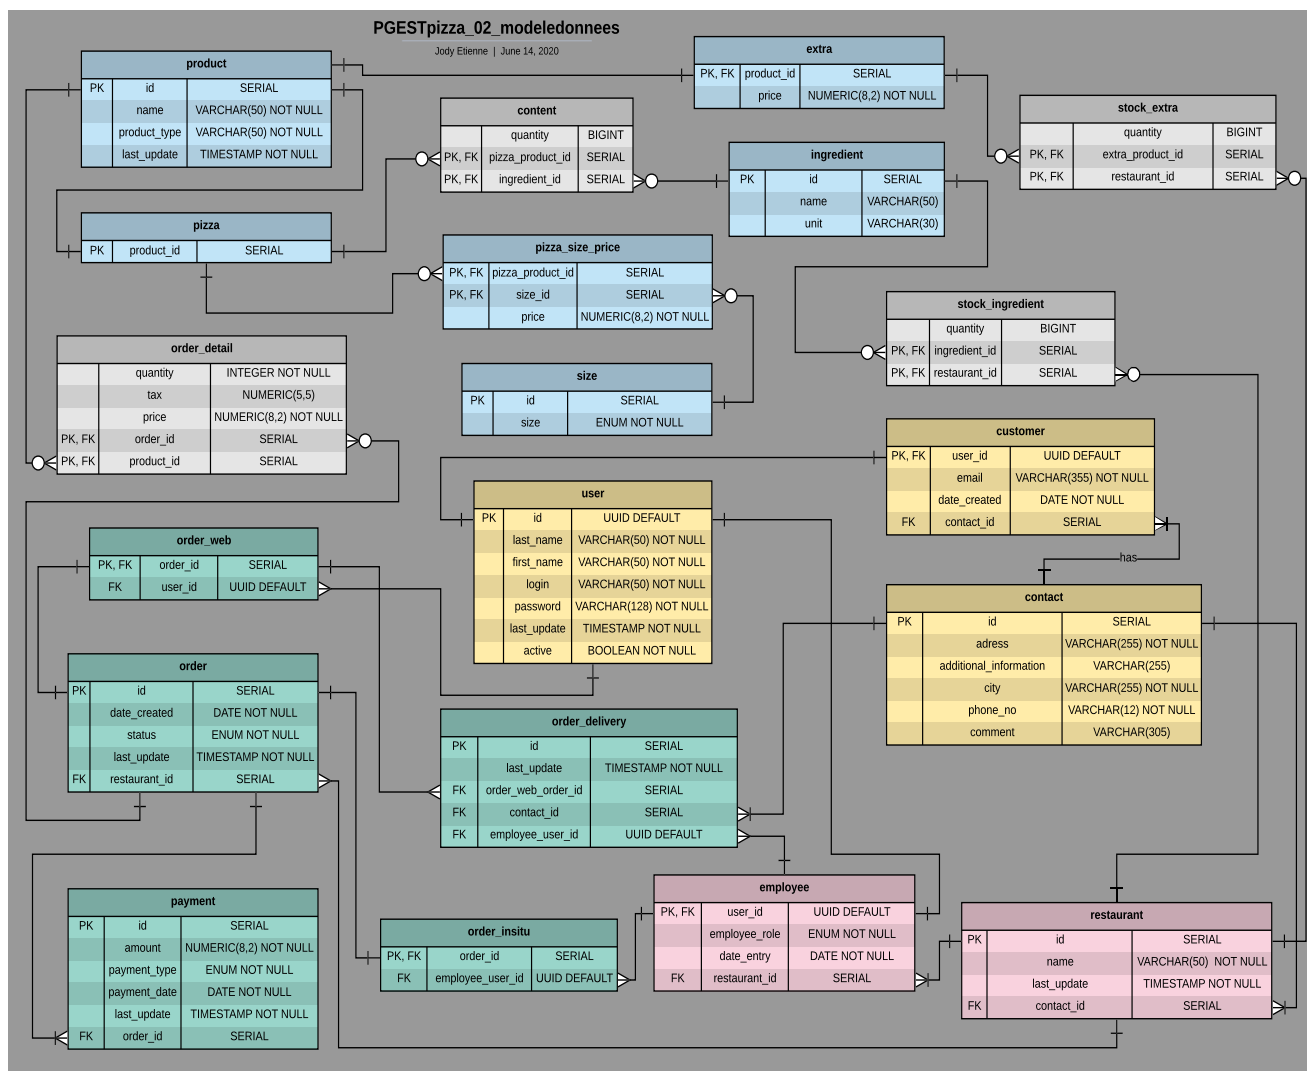 PGESTpizza_02_modeledonnees
Jody Etienne | June 14, 2020
product
PK id SERIAL
name VARCHAR(50) NOT NULL
product_type VARCHAR(50) NOT NULL
last_update TIMESTAMP NOT NULL
extra
PK, FK product_id SERIAL
price NUMERIC(8,2) NOT NULL
content
quantity BIGINT
PK, FK pizza_product_id SERIAL
PK, FK ingredient_id SERIAL
stock_extra
quantity BIGINT
PK, FK extra_product_id SERIAL
PK, FK restaurant_id SERIAL
ingredient
PK id SERIAL
name VARCHAR(50)
unit VARCHAR(30)
pizza
PK product_id SERIAL
pizza_size_price
PK, FK pizza_product_id SERIAL
PK, FK size_id SERIAL
price NUMERIC(8,2) NOT NULL
stock_ingredient
quantity BIGINT
PK, FK ingredient_id SERIAL
PK, FK restaurant_id SERIAL
order_detail
quantity INTEGER NOT NULL
tax NUMERIC(5,5)
price NUMERIC(8,2) NOT NULL
PK, FK order_id SERIAL
PK, FK product_id SERIAL
size
PK id SERIAL
size ENUM NOT NULL
customer
PK, FK user_id UUID DEFAULT
email VARCHAR(355) NOT NULL
date_created DATE NOT NULL
FK contact_id SERIAL
has
user
PK id UUID DEFAULT
last_name VARCHAR(50) NOT NULL
first_name VARCHAR(50) NOT NULL
login VARCHAR(50) NOT NULL
password VARCHAR(128) NOT NULL
last_update TIMESTAMP NOT NULL
active BOOLEAN NOT NULL
order_web
PK, FK order_id SERIAL
FK user_id UUID DEFAULT
contact
PK id SERIAL
adress VARCHAR(255) NOT NULL
additional_information VARCHAR(255)
city VARCHAR(255) NOT NULL
phone_no VARCHAR(12) NOT NULL
comment VARCHAR(305)
order
PK id SERIAL
date_created DATE NOT NULL
status ENUM NOT NULL
last_update TIMESTAMP NOT NULL
FK restaurant_id SERIAL
order_delivery
PK id SERIAL
last_update TIMESTAMP NOT NULL
FK order_web_order_id SERIAL
FK contact_id SERIAL
FK employee_user_id UUID DEFAULT
payment
PK id SERIAL
amount NUMERIC(8,2) NOT NULL
payment_type ENUM NOT NULL
payment_date DATE NOT NULL
last_update TIMESTAMP NOT NULL
FK order_id SERIAL
order_insitu
PK, FK order_id SERIAL
FK employee_user_id UUID DEFAULT
employee
PK, FK user_id UUID DEFAULT
employee_role ENUM NOT NULL
date_entry DATE NOT NULL
FK restaurant_id SERIAL
restaurant
PK id SERIAL
name VARCHAR(50) NOT NULL
last_update TIMESTAMP NOT NULL
FK contact_id SERIAL